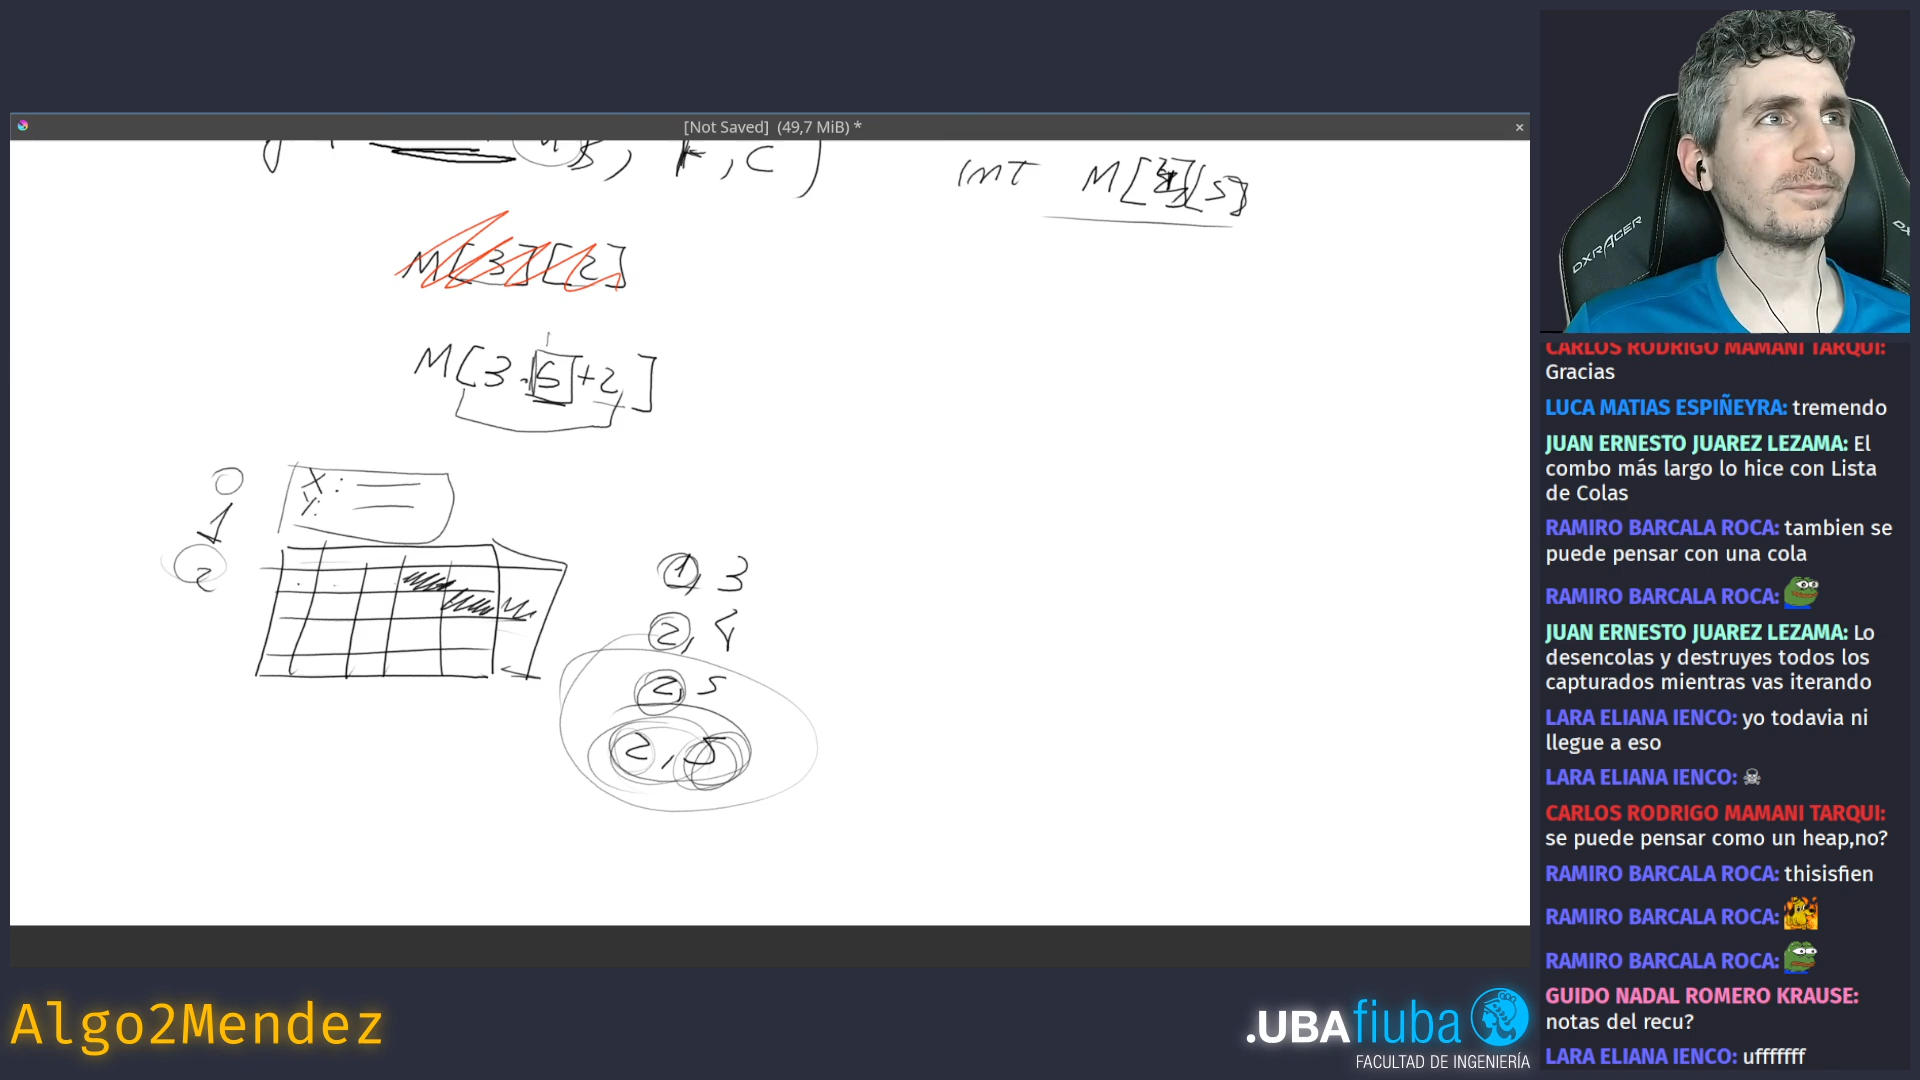 [Not Saved] (49,7 MiB) *
, C )
int M[ ][5]
M[3][2]
M[3.5+2]
0
X:
Y:
1
2
1, 3
2, 4
2, 5
2, 5
DXRACER
CARLOS RODRIGO MAMANI TARQUI:
Gracias
LUCA MATIAS ESPIÑEYRA: tremendo
JUAN ERNESTO JUAREZ LEZAMA: El
combo más largo lo hice con Lista
de Colas
RAMIRO BARCALA ROCA: tambien se
puede pensar con una cola
RAMIRO BARCALA ROCA:
JUAN ERNESTO JUAREZ LEZAMA: Lo
desencolas y destruyes todos los
capturados mientras vas iterando
LARA ELIANA IENCO: yo todavia ni
llegue a eso
LARA ELIANA IENCO: ☠
CARLOS RODRIGO MAMANI TARQUI:
se puede pensar como un heap,no?
RAMIRO BARCALA ROCA: thisisfien
RAMIRO BARCALA ROCA:
RAMIRO BARCALA ROCA:
GUIDO NADAL ROMERO KRAUSE:
notas del recu?
LARA ELIANA IENCO: ufffffff
Algo2Mendez
.UBAfiuba
FACULTAD DE INGENIERÍA